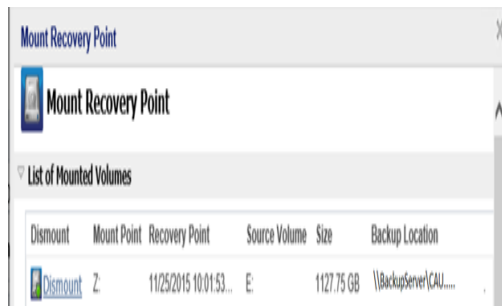 Mount Recovery Point
Mount Recovery Point
List of Mounted Volumes
Dismount Mount Point Recovery Point Source Volume Size Backup Location
Dismount Z: 11/25/2015 10:01:53... E: 1127.75 GB \\BackupServer\CAU.....